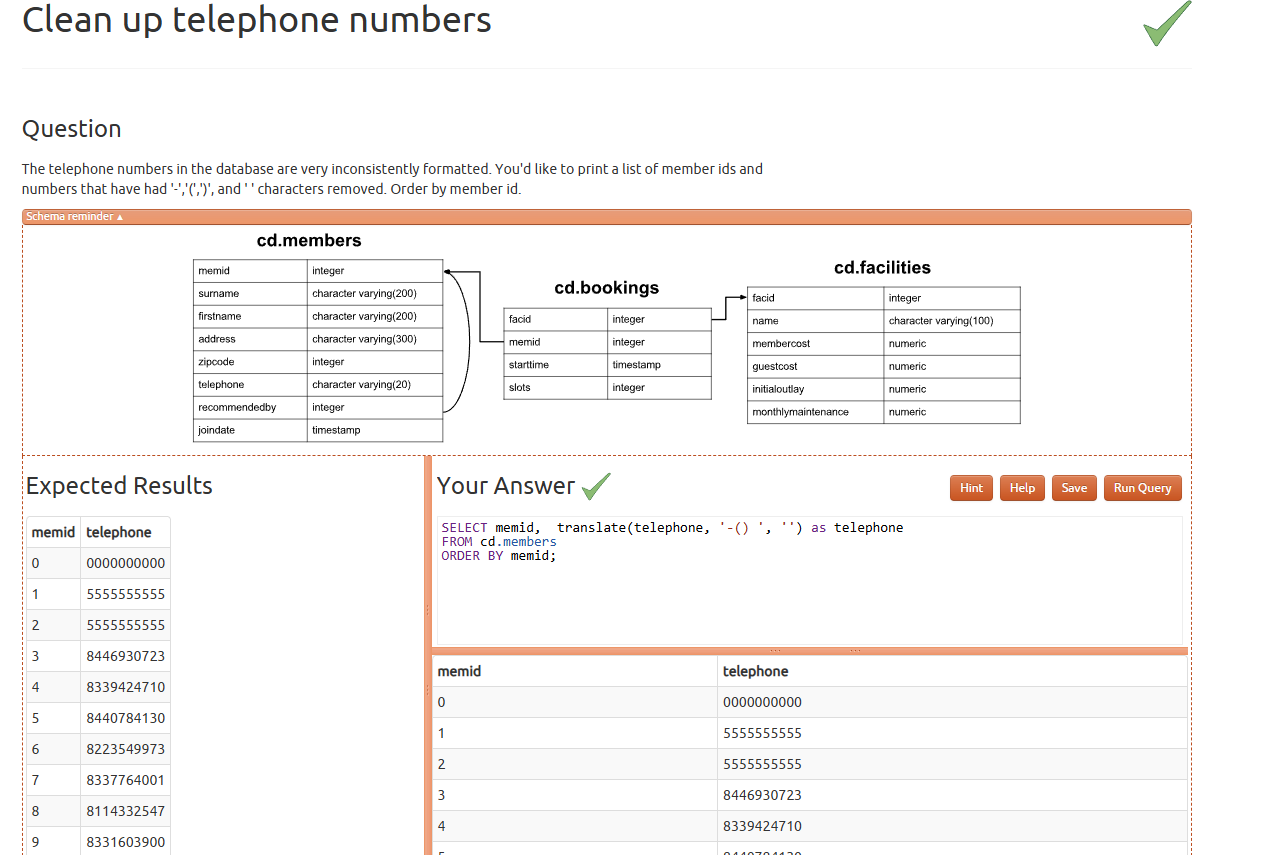 Clean up telephone numbers
Question
The telephone numbers in the database are very inconsistently formatted. You'd like to print a list of member ids and
numbers that have had '-','(',')', and ' ' characters removed. Order by member id.
Schema reminder ▲
cd.members
memid integer
surname character varying(200)
firstname character varying(200)
address character varying(300)
zipcode integer
telephone character varying(20)
recommendedby integer
joindate timestamp
cd.bookings
facid integer
memid integer
starttime timestamp
slots integer
cd.facilities
facid integer
name character varying(100)
membercost numeric
guestcost numeric
initialoutlay numeric
monthlymaintenance numeric
Expected Results
memid telephone
0 0000000000
1 5555555555
2 5555555555
3 8446930723
4 8339424710
5 8440784130
6 8223549973
7 8337764001
8 8114332547
9 8331603900
Your Answer
Hint Help Save Run Query
SELECT memid,  translate(telephone, '-() ', '') as telephone
FROM cd.members
ORDER BY memid;
memid telephone
0 0000000000
1 5555555555
2 5555555555
3 8446930723
4 8339424710